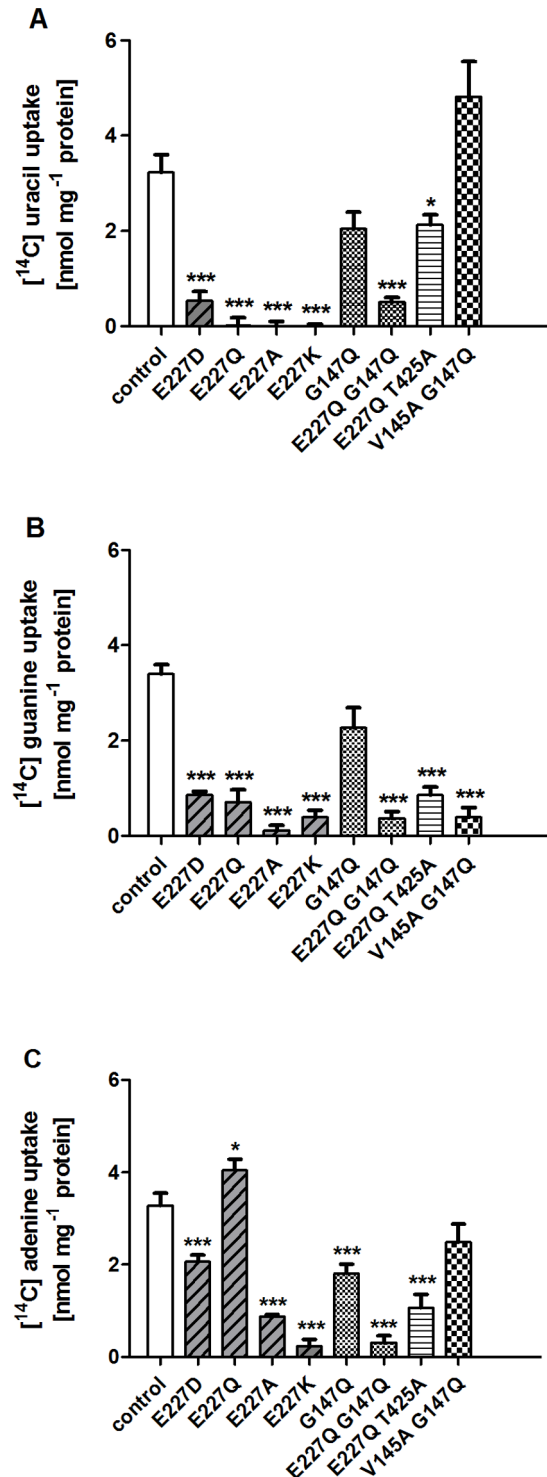 A
[¹⁴C] uracil uptake
[nmol mg⁻¹ protein]
6
4
2
0
***
***
***
***
***
*
control
E227D
E227Q
E227A
E227K
G147Q
E227Q G147Q
E227Q T425A
V145A G147Q
B
[¹⁴C] guanine uptake
[nmol mg⁻¹ protein]
6
4
2
0
***
***
***
***
***
***
***
control
E227D
E227Q
E227A
E227K
G147Q
E227Q G147Q
E227Q T425A
V145A G147Q
C
[¹⁴C] adenine uptake
[nmol mg⁻¹ protein]
6
4
2
0
***
*
***
***
***
***
***
control
E227D
E227Q
E227A
E227K
G147Q
E227Q G147Q
E227Q T425A
V145A G147Q